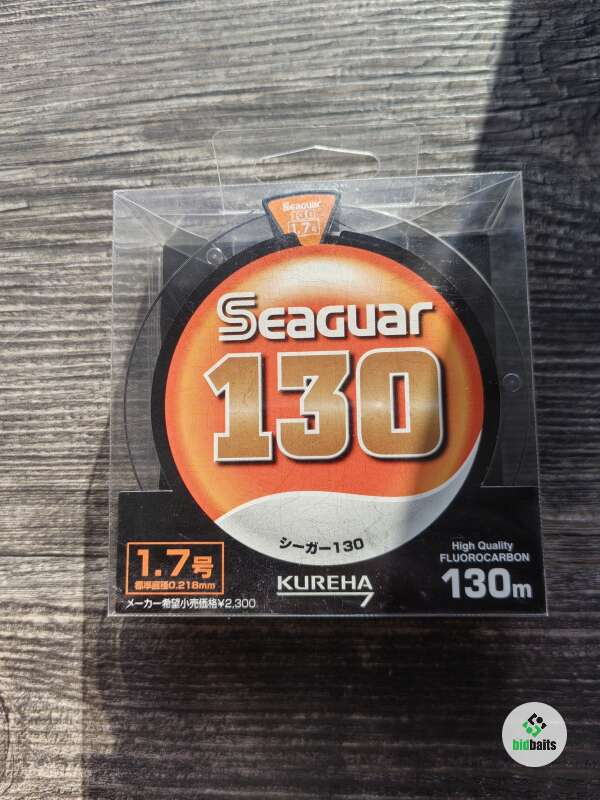 Seaguar
130
1.7号
Seaguar
130
シーガー130
1.7号
標準直径0.218mm
メーカー希望小売価格¥2,300
KUREHA
High Quality
FLUOROCARBON
130m
bidbaits